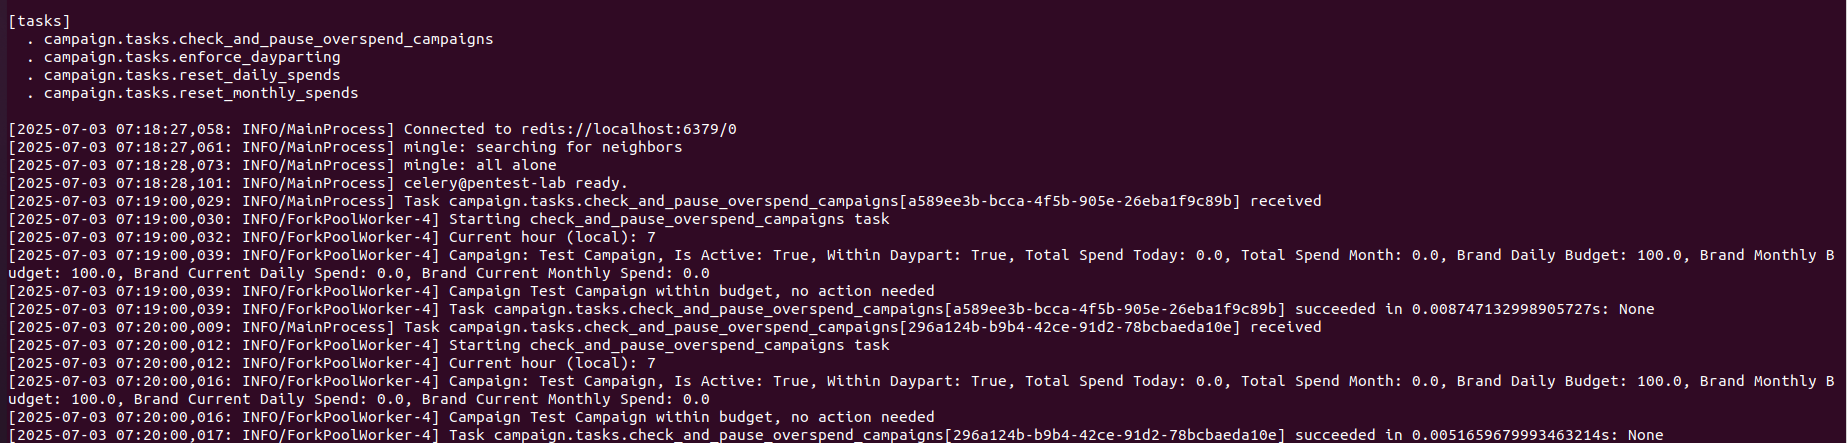 [tasks]
  . campaign.tasks.check_and_pause_overspend_campaigns
  . campaign.tasks.enforce_dayparting
  . campaign.tasks.reset_daily_spends
  . campaign.tasks.reset_monthly_spends

[2025-07-03 07:18:27,058: INFO/MainProcess] Connected to redis://localhost:6379/0
[2025-07-03 07:18:27,061: INFO/MainProcess] mingle: searching for neighbors
[2025-07-03 07:18:28,073: INFO/MainProcess] mingle: all alone
[2025-07-03 07:18:28,101: INFO/MainProcess] celery@pentest-lab ready.
[2025-07-03 07:19:00,029: INFO/MainProcess] Task campaign.tasks.check_and_pause_overspend_campaigns[a589ee3b-bcca-4f5b-905e-26eba1f9c89b] received
[2025-07-03 07:19:00,030: INFO/ForkPoolWorker-4] Starting check_and_pause_overspend_campaigns task
[2025-07-03 07:19:00,032: INFO/ForkPoolWorker-4] Current hour (local): 7
[2025-07-03 07:19:00,039: INFO/ForkPoolWorker-4] Campaign: Test Campaign, Is Active: True, Within Daypart: True, Total Spend Today: 0.0, Total Spend Month: 0.0, Brand Daily Budget: 100.0, Brand Monthly B
udget: 100.0, Brand Current Daily Spend: 0.0, Brand Current Monthly Spend: 0.0
[2025-07-03 07:19:00,039: INFO/ForkPoolWorker-4] Campaign Test Campaign within budget, no action needed
[2025-07-03 07:19:00,039: INFO/ForkPoolWorker-4] Task campaign.tasks.check_and_pause_overspend_campaigns[a589ee3b-bcca-4f5b-905e-26eba1f9c89b] succeeded in 0.008747132998905727s: None
[2025-07-03 07:20:00,009: INFO/MainProcess] Task campaign.tasks.check_and_pause_overspend_campaigns[296a124b-b9b4-42ce-91d2-78bcbaeda10e] received
[2025-07-03 07:20:00,012: INFO/ForkPoolWorker-4] Starting check_and_pause_overspend_campaigns task
[2025-07-03 07:20:00,012: INFO/ForkPoolWorker-4] Current hour (local): 7
[2025-07-03 07:20:00,016: INFO/ForkPoolWorker-4] Campaign: Test Campaign, Is Active: True, Within Daypart: True, Total Spend Today: 0.0, Total Spend Month: 0.0, Brand Daily Budget: 100.0, Brand Monthly B
udget: 100.0, Brand Current Daily Spend: 0.0, Brand Current Monthly Spend: 0.0
[2025-07-03 07:20:00,016: INFO/ForkPoolWorker-4] Campaign Test Campaign within budget, no action needed
[2025-07-03 07:20:00,017: INFO/ForkPoolWorker-4] Task campaign.tasks.check_and_pause_overspend_campaigns[296a124b-b9b4-42ce-91d2-78bcbaeda10e] succeeded in 0.0051659679993463214s: None